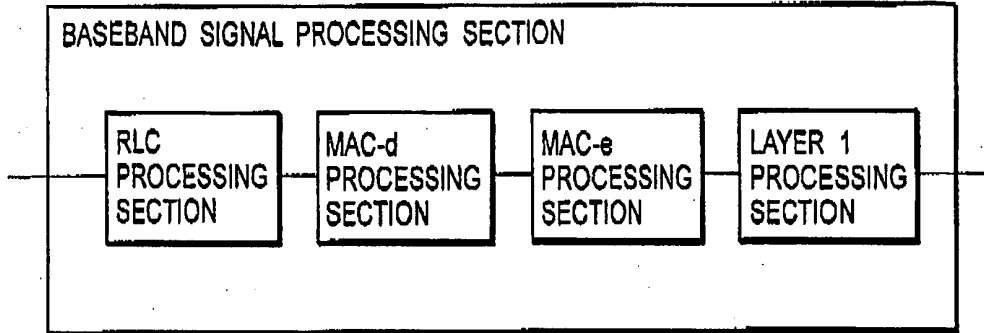 BASEBAND SIGNAL PROCESSING SECTION
RLC
PROCESSING
SECTION
MAC-d
PROCESSING
SECTION
MAC-e
PROCESSING
SECTION
LAYER 1
PROCESSING
SECTION